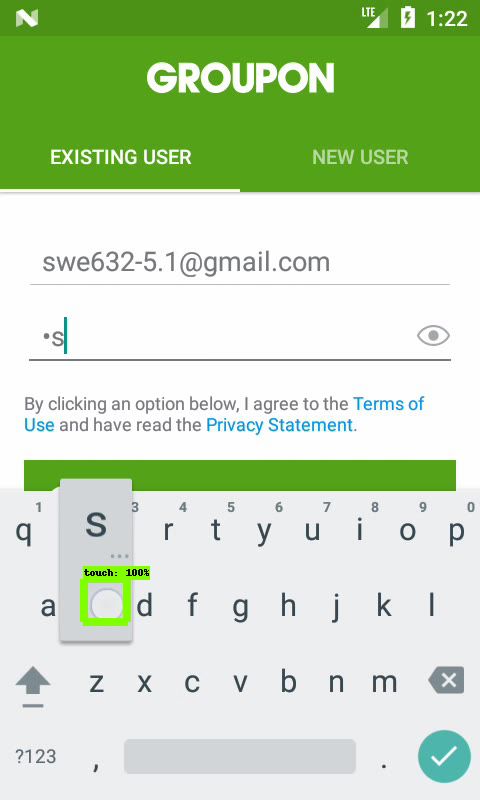 LTE 1:22
GROUPON
EXISTING USER NEW USER
swe632-5.1@gmail.com
•s
By clicking an option below, I agree to the Terms of
Use and have read the Privacy Statement.
1 3 4 5 6 7 8 9 0
q s r t y u i o p
...
touch: 100%
a d f g h j k l
z x c v b n m
?123 , .